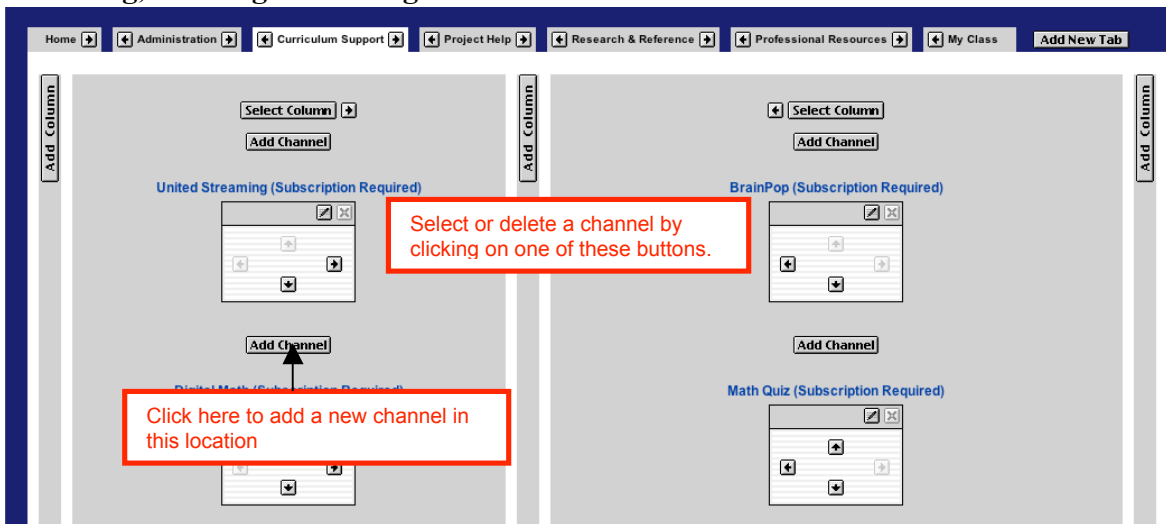 Home Administration Curriculum Support Project Help Research & Reference Professional Resources My Class Add New Tab
Add Column
Select Column
Add Channel
United Streaming (Subscription Required)
Select or delete a channel by
clicking on one of these buttons.
Add Channel
Click here to add a new channel in
this location
Add Column
Select Column
Add Channel
BrainPop (Subscription Required)
Add Channel
Math Quiz (Subscription Required)
Add Column